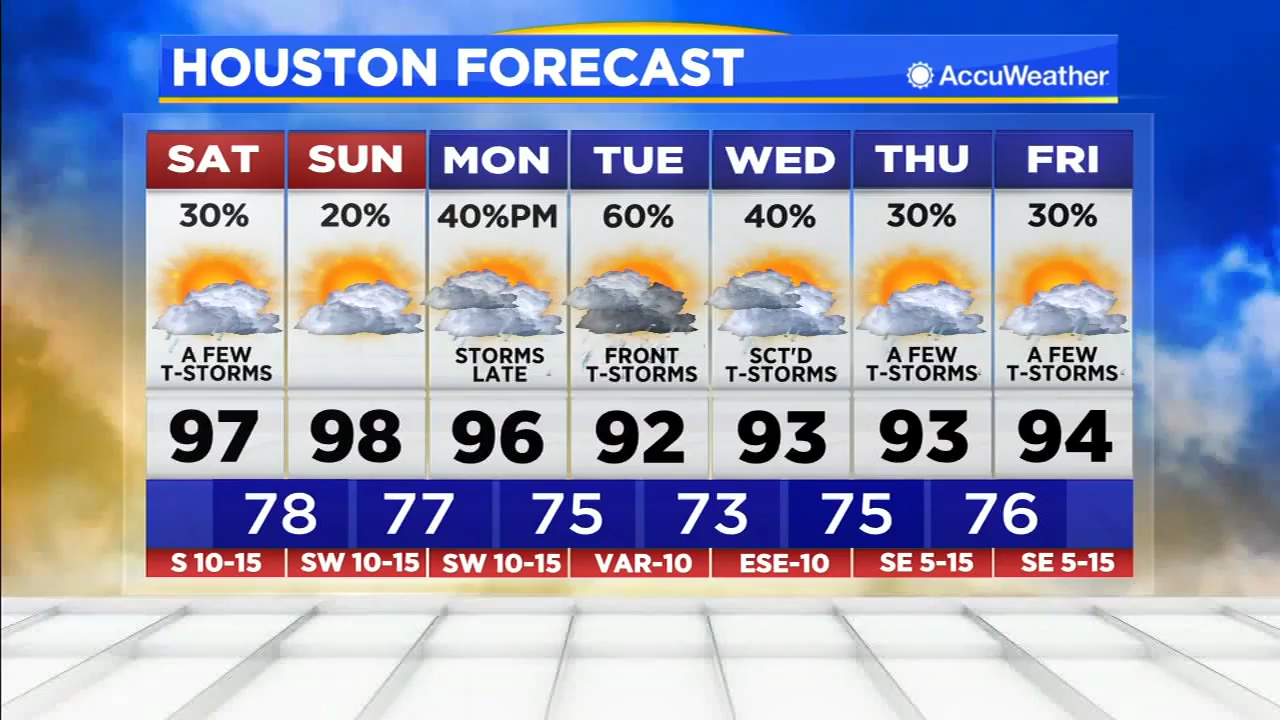 HOUSTON FORECAST
AccuWeather
SAT SUN MON TUE WED THU FRI
30% 20% 40%PM 60% 40% 30% 30%
A FEW STORMS FRONT SCT'D A FEW A FEW
T-STORMS LATE T-STORMS T-STORMS T-STORMS T-STORMS
97 98 96 92 93 93 94
78 77 75 73 75 76
S 10-15 SW 10-15 SW 10-15 VAR-10 ESE-10 SE 5-15 SE 5-15